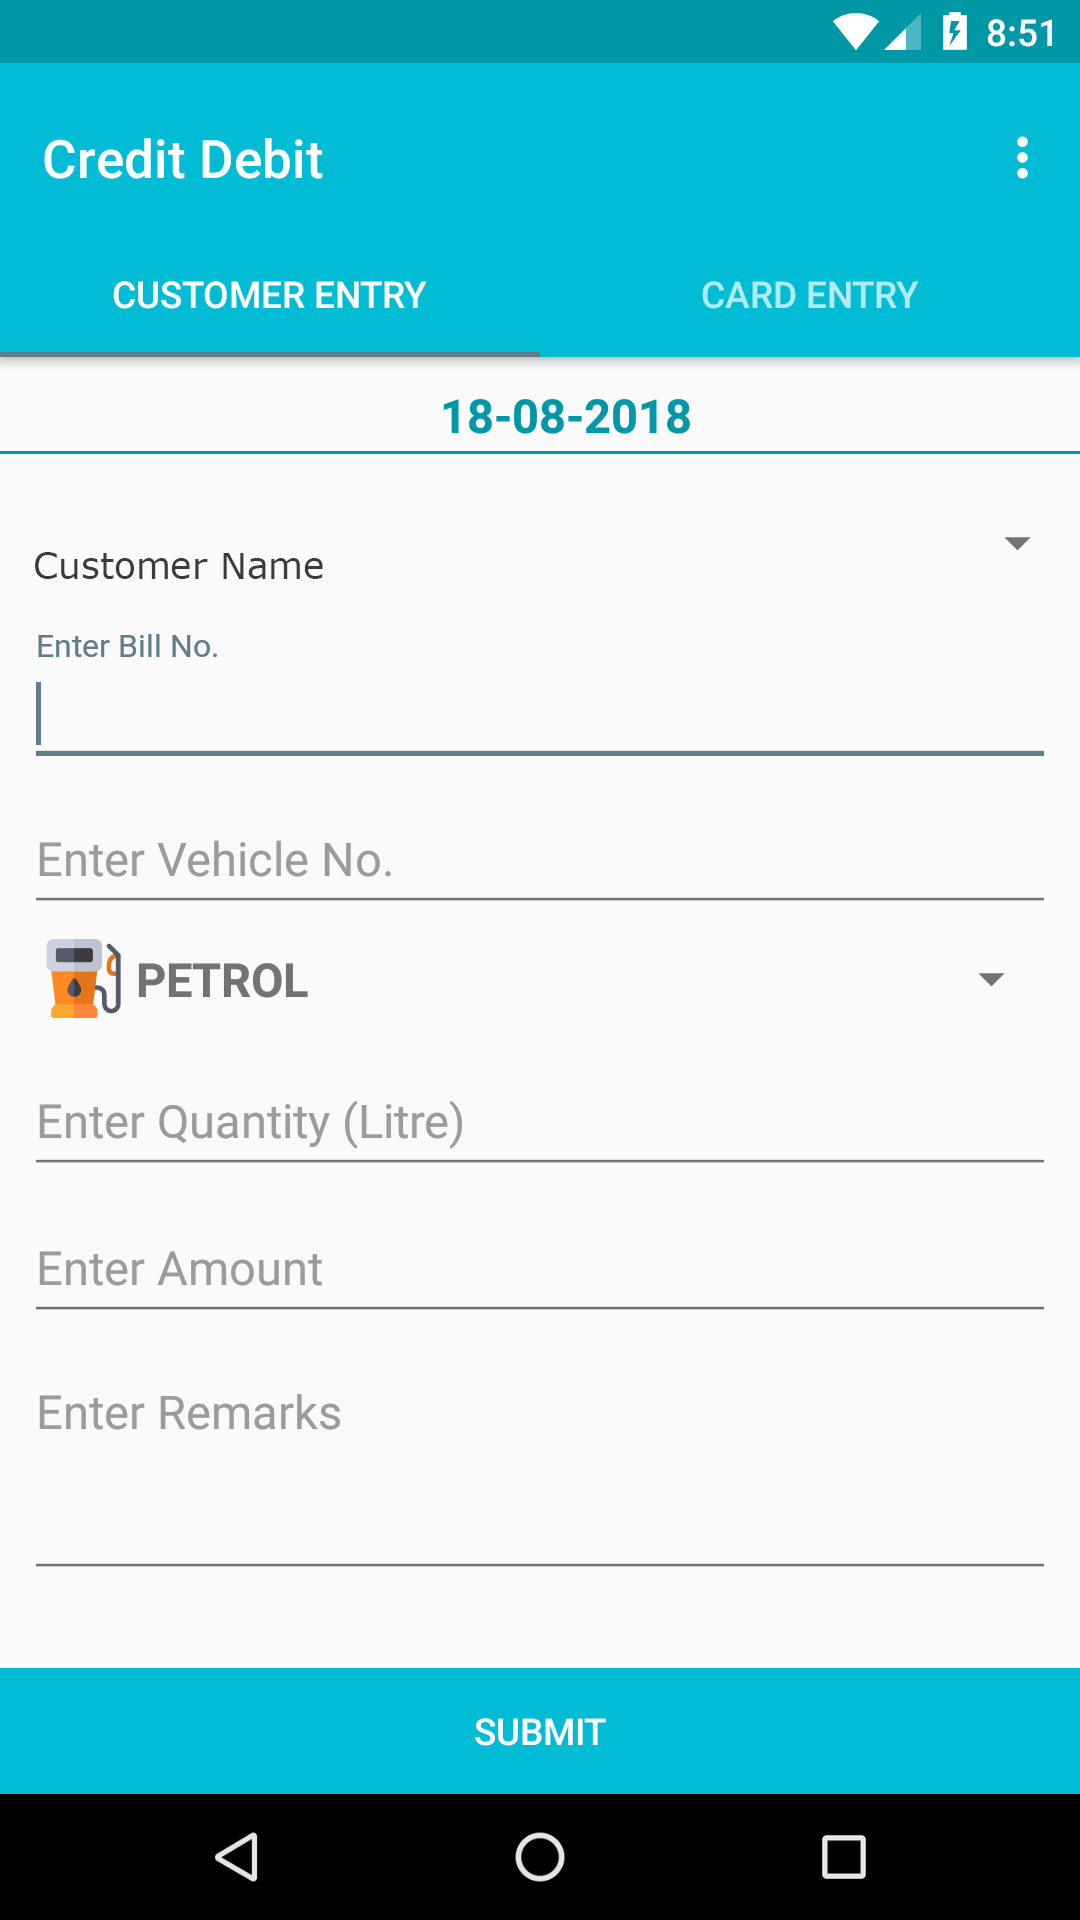 8:51
Credit Debit
CUSTOMER ENTRY
CARD ENTRY
18-08-2018
Customer Name
Enter Bill No.
Enter Vehicle No.
PETROL
Enter Quantity (Litre)
Enter Amount
Enter Remarks
SUBMIT